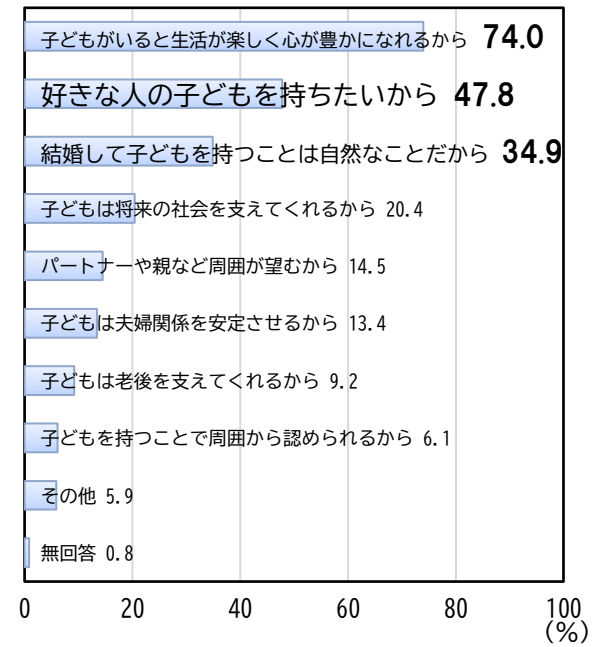 子どもがいると生活が楽しく心が豊かになれるから 74.0
好きな人の子どもを持ちたいから 47.8
結婚して子どもを持つことは自然なことだから 34.9
子どもは将来の社会を支えてくれるから 20.4
パートナーや親など周囲が望むから 14.5
子どもは夫婦関係を安定させるから 13.4
子どもは老後を支えてくれるから 9.2
子どもを持つことで周囲から認められるから 6.1
その他 5.9
無回答 0.8
0 20 40 60 80 100
(%)